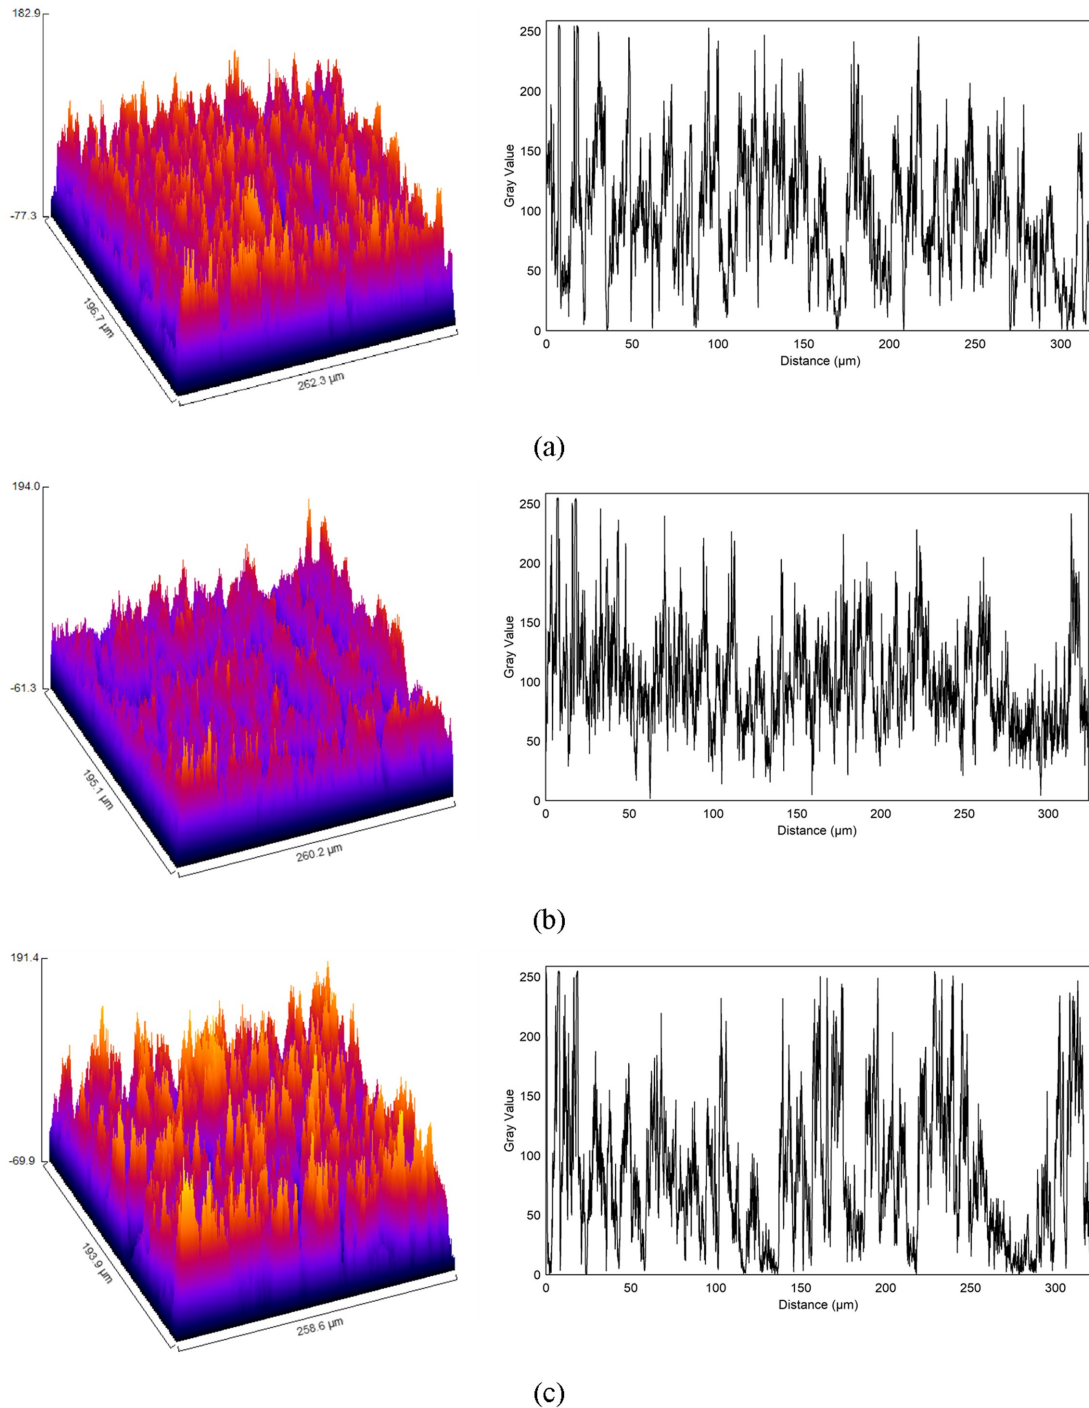 182.9
-77.3
196.7 µm
262.3 µm
250
200
150
100
50
0
Gray Value
0 50 100 150 200 250 300
Distance (µm)
(a)
194.0
-61.3
195.1 µm
260.2 µm
250
200
150
100
50
0
Gray Value
0 50 100 150 200 250 300
Distance (µm)
(b)
191.4
-69.9
193.9 µm
258.6 µm
250
200
150
100
50
0
Gray Value
0 50 100 150 200 250 300
Distance (µm)
(c)